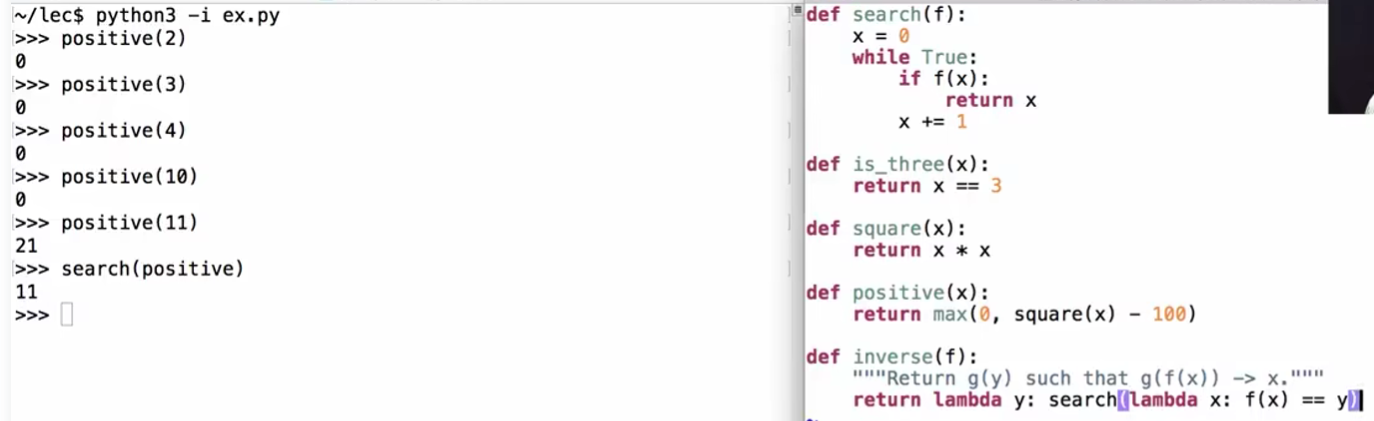 ~/lec$ python3 -i ex.py
>>> positive(2)
0
>>> positive(3)
0
>>> positive(4)
0
>>> positive(10)
0
>>> positive(11)
21
>>> search(positive)
11
>>>
def search(f):
    x = 0
    while True:
        if f(x):
            return x
        x += 1
def is_three(x):
    return x == 3
def square(x):
    return x * x
def positive(x):
    return max(0, square(x) - 100)
def inverse(f):
    """Return g(y) such that g(f(x)) -> x."""
    return lambda y: search(lambda x: f(x) == y)